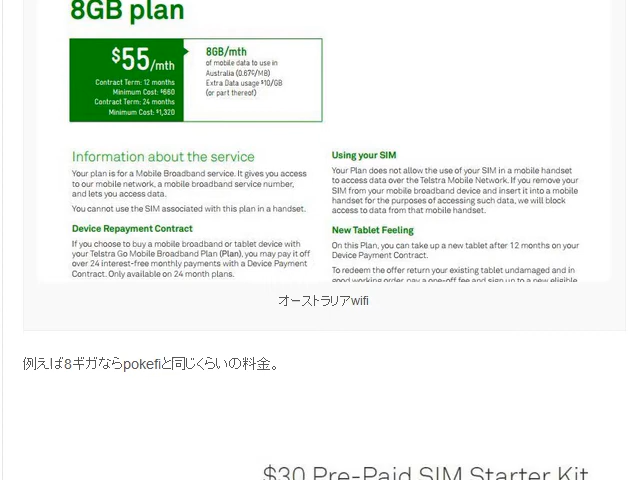 8GB plan
$55/mth
Contract Term: 12 months
Minimum Cost: $660
Contract Term: 24 months
Minimum Cost: $1,320
8GB/mth
of mobile data to use in
Australia (0.67¢/MB)
Extra Data usage $10/GB
(or part thereof)
Information about the service
Your plan is for a Mobile Broadband service. It gives you access
to our mobile network, a mobile broadband service number,
and lets you access data.
You cannot use the SIM associated with this plan in a handset.
Device Repayment Contract
If you choose to buy a mobile broadband or tablet device with
your Telstra Go Mobile Broadband Plan (Plan), you may pay it off
over 24 interest-free monthly payments with a Device Payment
Contract. Only available on 24 month plans.
Using your SIM
Your Plan does not allow the use of your SIM in a mobile handset
to access data over the Telstra Mobile Network. If you remove your
SIM from your mobile broadband device and insert it into a mobile
handset for the purposes of accessing such data, we will block
access to data from that mobile handset.
New Tablet Feeling
On this Plan, you can take up a new tablet after 12 months on your
Device Payment Contract.
To redeem the offer return your existing tablet undamaged and in
good working order, pay a one-off fee and sign up to a new eligible
オーストラリアwifi
例えば8ギガならpokefiと同じくらいの料金。
$30 Pre-Paid SIM Starter Kit